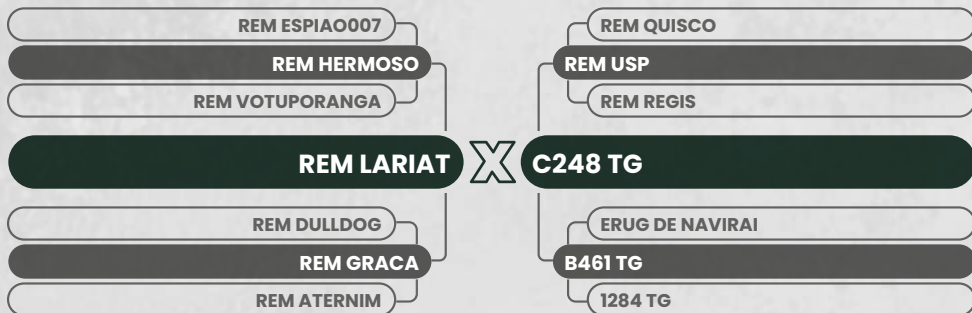 REM ESPIAO007
REM QUISCO
REM HERMOSO
REM USP
REM VOTUPORANGA
REM REGIS
REM LARIAT X C248 TG
REM DULLDOG
ERUG DE NAVIRAI
REM GRACA
B461 TG
REM ATERNIM
1284 TG